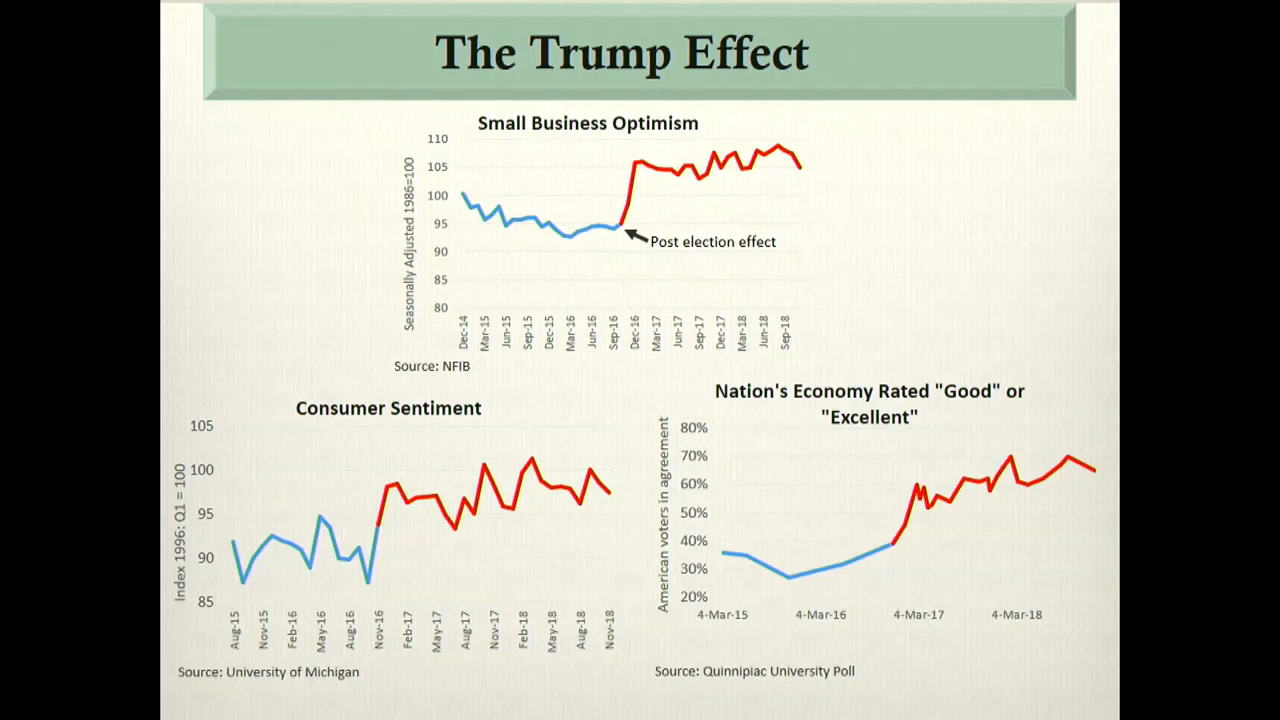 The Trump Effect
Small Business Optimism
Seasonally Adjusted 1986=100
110
105
100
95
90
85
80
Post election effect
Dec-14
Mar-15
Jun-15
Sep-15
Dec-15
Mar-16
Jun-16
Sep-16
Dec-16
Mar-17
Jun-17
Sep-17
Dec-17
Mar-18
Jun-18
Sep-18
Source: NFIB
Consumer Sentiment
Index 1996: Q1 = 100
105
100
95
90
85
Aug-15
Nov-15
Feb-16
May-16
Aug-16
Nov-16
Feb-17
May-17
Aug-17
Nov-17
Feb-18
May-18
Aug-18
Nov-18
Source: University of Michigan
Nation's Economy Rated "Good" or
"Excellent"
American voters in agreement
80%
70%
60%
50%
40%
30%
20%
4-Mar-15
4-Mar-16
4-Mar-17
4-Mar-18
Source: Quinnipiac University Poll